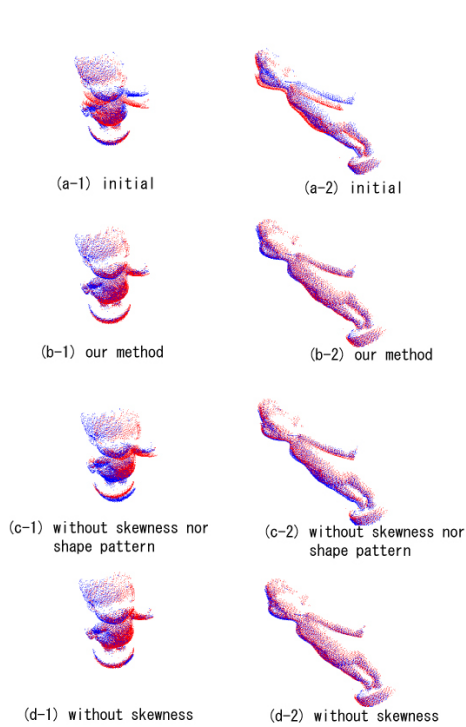 (a-1) initial
(a-2) initial
(b-1) our method
(b-2) our method
(c-1) without skewness nor
shape pattern
(c-2) without skewness nor
shape pattern
(d-1) without skewness
(d-2) without skewness